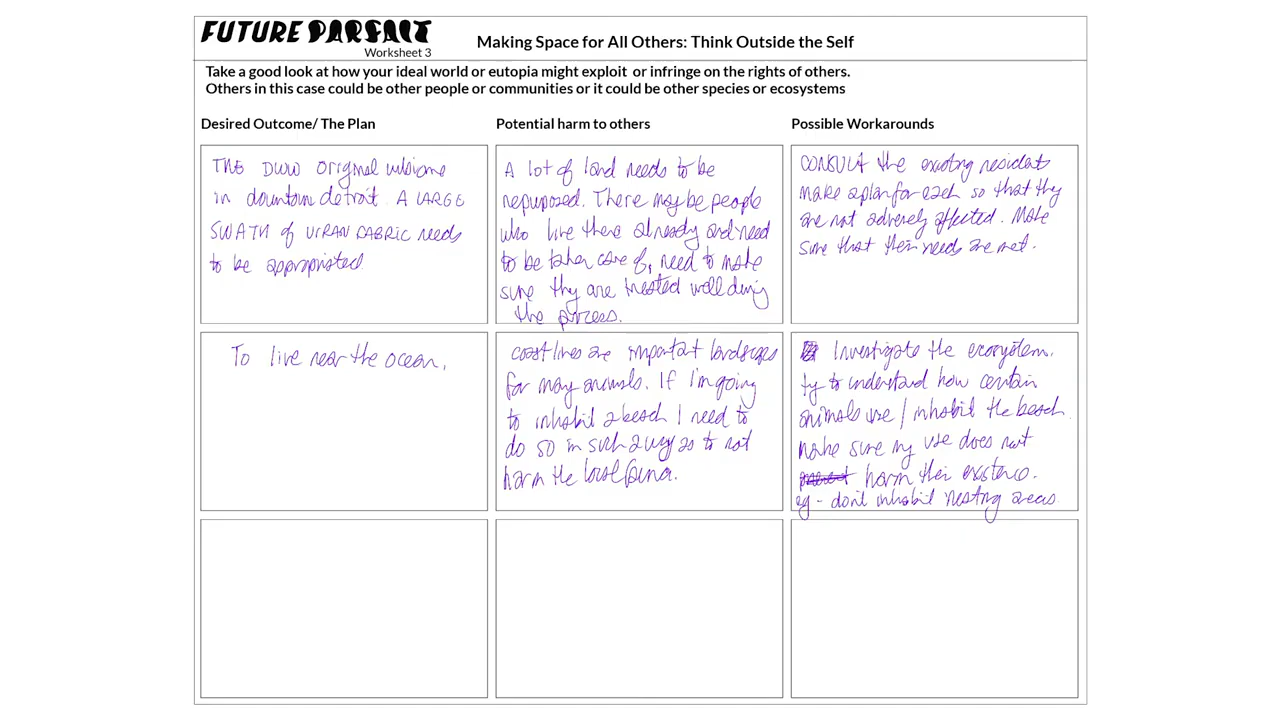 FUTURE PARFAIT
Worksheet 3
Making Space for All Others: Think Outside the Self
Take a good look at how your ideal world or eutopia might exploit or infringe on the rights of others.
Others in this case could be other people or communities or it could be other species or ecosystems
Desired Outcome/ The Plan
THE DWW original
in downtown detroit. A LARGE
SWATH of URBAN FABRIC needs
to be appropriated
To live near the ocean.
Potential harm to others
A lot of land needs to be
repurposed. There may be people
who live there already and need
to be taken care of, need to make
sure they are treated well during
the process.
coastlines are important landscapes
for many animals. If I'm going
to inhabit a beach I need to
do so in such a way as to not
harm the local fauna.
Possible Workarounds
CONSULT the existing residents
make a plan for each so that they
are not adversely affected. Make
sure that their needs are met.
Investigate the ecosystem.
try to understand how certain
animals use / inhabit the beach.
make sure my use does not
harm their existence.
eg - don't inhabit nesting areas